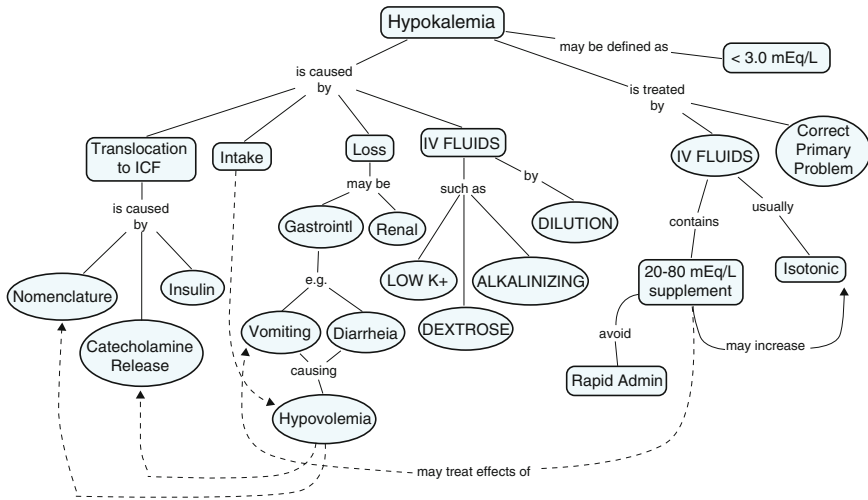 Hypokalemia
may be defined as
< 3.0 mEq/L
is caused
by
is treated
by
Translocation
to ICF
Intake
Loss
IV FLUIDS
IV FLUIDS
Correct
Primary
Problem
may be
such as
by
is caused
by
contains
usually
Gastrointl
Renal
DILUTION
Nomenclature
Insulin
e.g.
LOW K+
ALKALINIZING
20-80 mEq/L
supplement
Isotonic
Catecholamine
Release
Vomiting
Diarrheia
DEXTROSE
avoid
may increase
causing
Rapid Admin
Hypovolemia
may treat effects of